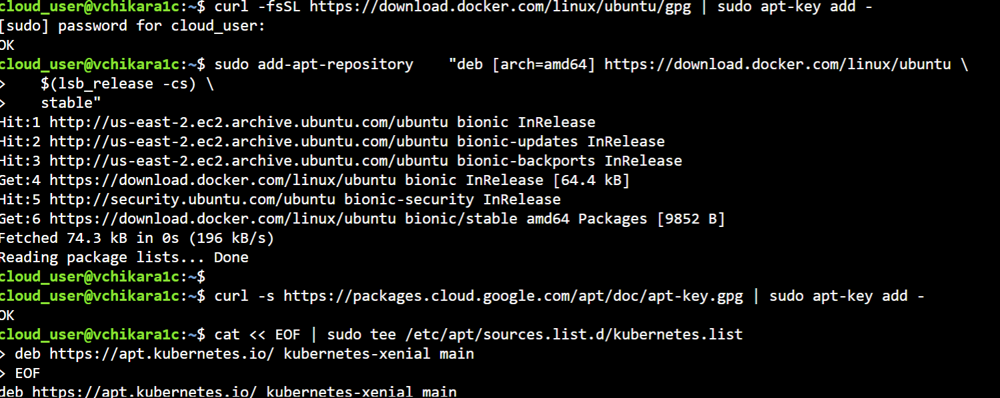 cloud_user@vchikara1c:~$ curl -fsSL https://download.docker.com/linux/ubuntu/gpg | sudo apt-key add -
[sudo] password for cloud_user:
OK
cloud_user@vchikara1c:~$ sudo add-apt-repository    "deb [arch=amd64] https://download.docker.com/linux/ubuntu \
>    $(lsb_release -cs) \
>    stable"
Hit:1 http://us-east-2.ec2.archive.ubuntu.com/ubuntu bionic InRelease
Hit:2 http://us-east-2.ec2.archive.ubuntu.com/ubuntu bionic-updates InRelease
Hit:3 http://us-east-2.ec2.archive.ubuntu.com/ubuntu bionic-backports InRelease
Get:4 https://download.docker.com/linux/ubuntu bionic InRelease [64.4 kB]
Hit:5 http://security.ubuntu.com/ubuntu bionic-security InRelease
Get:6 https://download.docker.com/linux/ubuntu bionic/stable amd64 Packages [9852 B]
Fetched 74.3 kB in 0s (196 kB/s)
Reading package lists... Done
cloud_user@vchikara1c:~$
cloud_user@vchikara1c:~$ curl -s https://packages.cloud.google.com/apt/doc/apt-key.gpg | sudo apt-key add -
OK
cloud_user@vchikara1c:~$ cat << EOF | sudo tee /etc/apt/sources.list.d/kubernetes.list
> deb https://apt.kubernetes.io/ kubernetes-xenial main
> EOF
deb https://apt.kubernetes.io/ kubernetes-xenial main